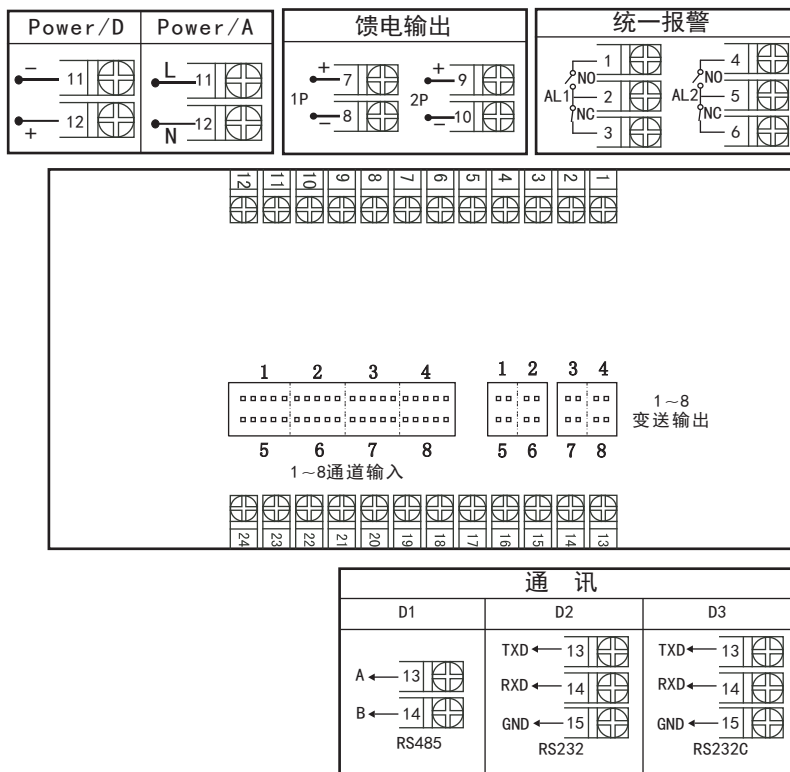 Power/D Power/A
− 11 L 11
+ 12 N 12
馈电输出
1P + 7 2P + 9
− 8 − 10
统一报警
1 NO 4 NO
AL1 2 AL2 5
NC 3 NC 6
12 11 10 9 8 7 6 5 4 3 2 1
1 2 3 4 1 2 3 4
1~8
变送输出
5 6 7 8 5 6 7 8
1~8通道输入
24 23 22 21 20 19 18 17 16 15 14 13
通 讯
D1 D2 D3
TXD 13 TXD 13
A 13 RXD 14 RXD 14
B 14 GND 15 GND 15
RS485 RS232 RS232C